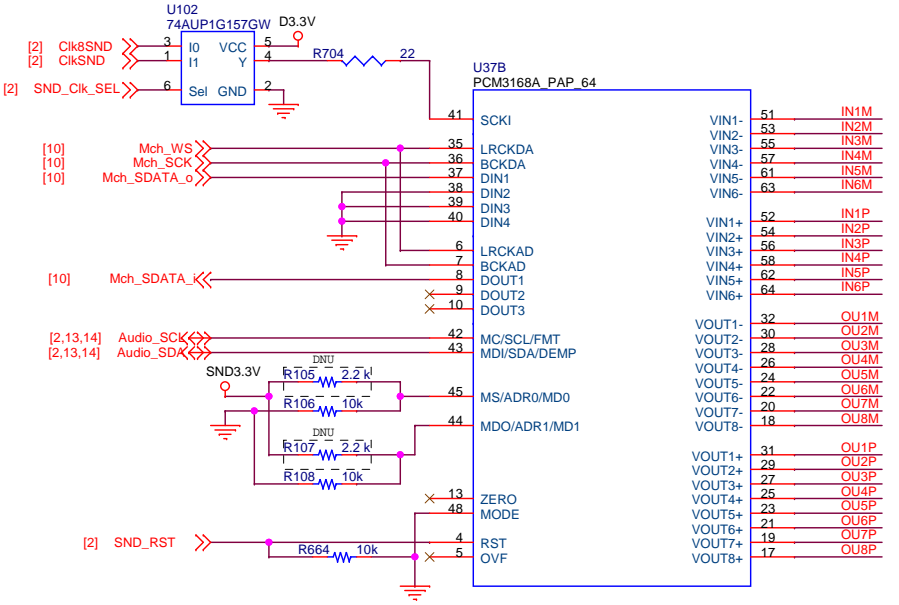 U102
74AUP1G157GW
D3.3V
[2] Clk8SND 3 I0 VCC 5
[2] ClkSND 1 I1 Y 4 R704 22
[2] SND_Clk_SEL 6 Sel GND 2
U37B
PCM3168A_PAP_64
41 SCKI VIN1- 51 IN1M
VIN2- 53 IN2M
[10] Mch_WS 35 LRCKDA VIN3- 55 IN3M
[10] Mch_SCK 36 BCKDA VIN4- 57 IN4M
[10] Mch_SDATA_o 37 DIN1 VIN5- 61 IN5M
38 DIN2 VIN6- 63 IN6M
39 DIN3
40 DIN4 VIN1+ 52 IN1P
VIN2+ 54 IN2P
6 LRCKAD VIN3+ 56 IN3P
7 BCKAD VIN4+ 58 IN4P
[10] Mch_SDATA_i 8 DOUT1 VIN5+ 62 IN5P
9 DOUT2 VIN6+ 64 IN6P
10 DOUT3
VOUT1- 32 OU1M
[2,13,14] Audio_SCL 42 MC/SCL/FMT VOUT2- 30 OU2M
[2,13,14] Audio_SDA 43 MDI/SDA/DEMP VOUT3- 28 OU3M
DNU VOUT4- 26 OU4M
SND3.3V R105 2.2 k VOUT5- 24 OU5M
45 MS/ADR0/MD0 VOUT6- 22 OU6M
R106 10k VOUT7- 20 OU7M
44 MDO/ADR1/MD1 VOUT8- 18 OU8M
DNU
R107 2.2 k VOUT1+ 31 OU1P
VOUT2+ 29 OU2P
R108 10k VOUT3+ 27 OU3P
13 ZERO VOUT4+ 25 OU4P
48 MODE VOUT5+ 23 OU5P
VOUT6+ 21 OU6P
[2] SND_RST 4 RST VOUT7+ 19 OU7P
R664 10k 5 OVF VOUT8+ 17 OU8P